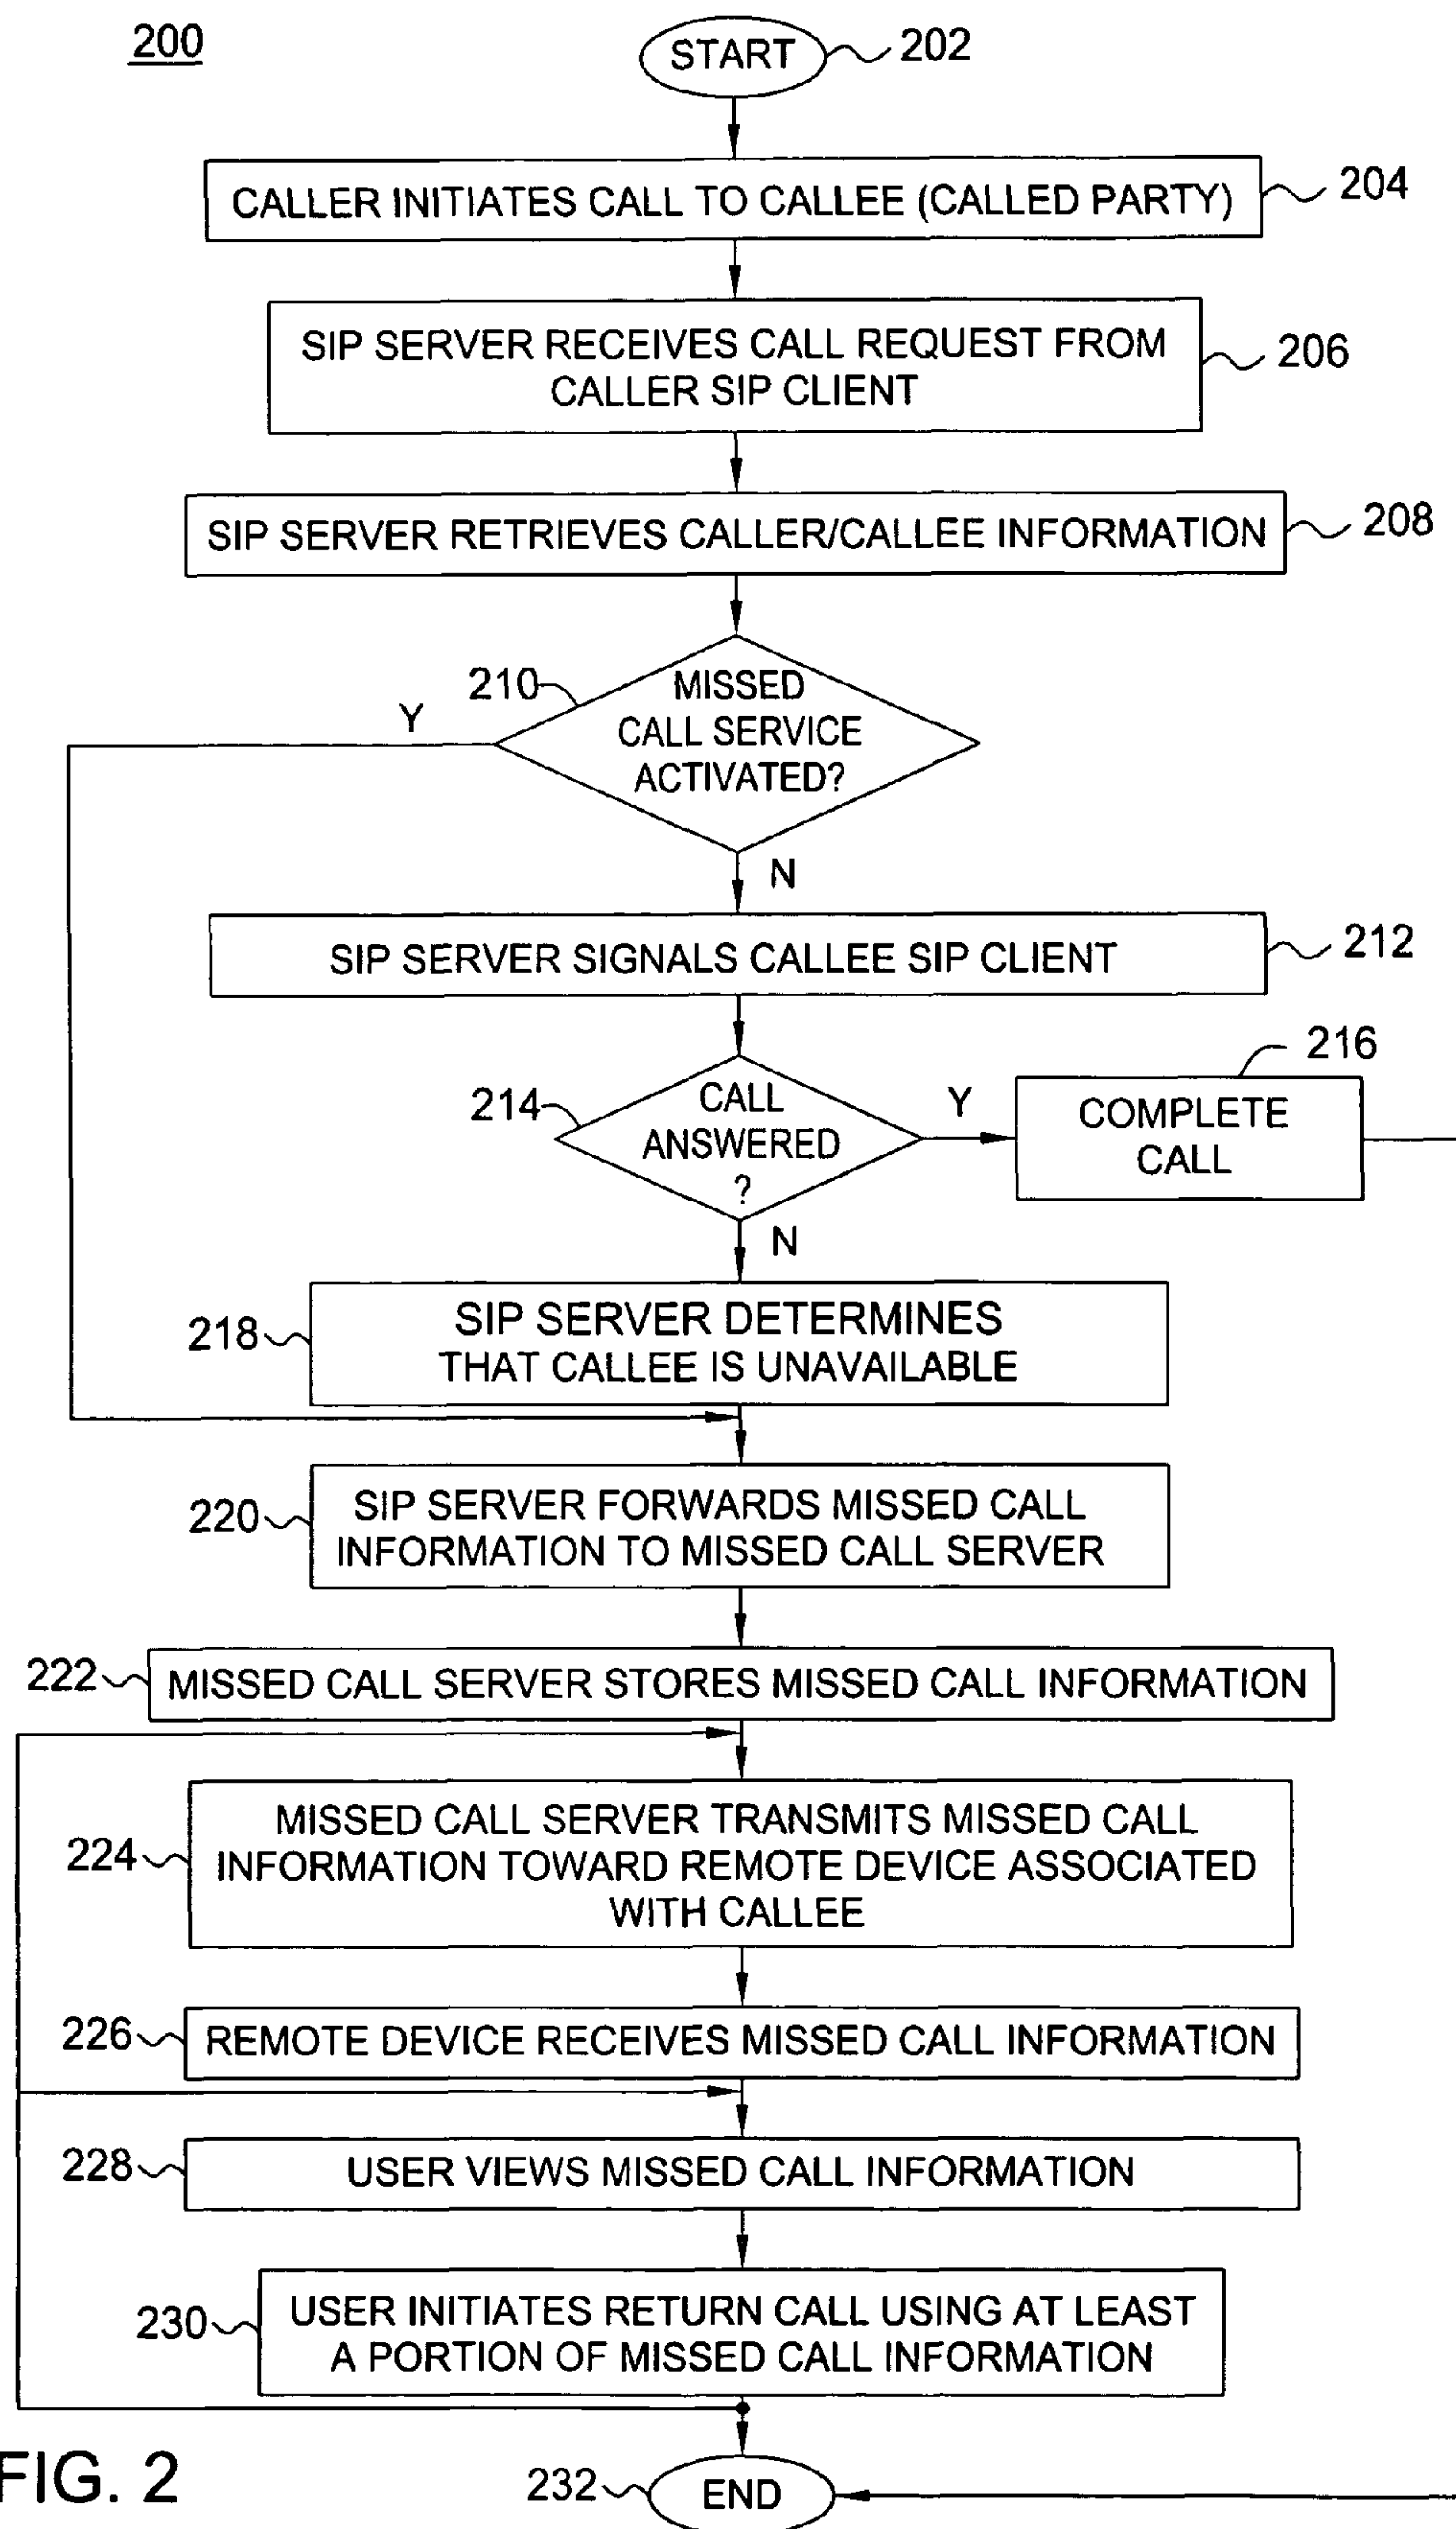 200
START
202
CALLER INITIATES CALL TO CALLEE (CALLED PARTY)
204
SIP SERVER RECEIVES CALL REQUEST FROM
CALLER SIP CLIENT
206
SIP SERVER RETRIEVES CALLER/CALLEE INFORMATION
208
210
MISSED
CALL SERVICE
ACTIVATED?
Y
N
SIP SERVER SIGNALS CALLEE SIP CLIENT
212
214
CALL
ANSWERED
?
Y
216
COMPLETE
CALL
N
218
SIP SERVER DETERMINES
THAT CALLEE IS UNAVAILABLE
220
SIP SERVER FORWARDS MISSED CALL
INFORMATION TO MISSED CALL SERVER
222
MISSED CALL SERVER STORES MISSED CALL INFORMATION
224
MISSED CALL SERVER TRANSMITS MISSED CALL
INFORMATION TOWARD REMOTE DEVICE ASSOCIATED
WITH CALLEE
226
REMOTE DEVICE RECEIVES MISSED CALL INFORMATION
228
USER VIEWS MISSED CALL INFORMATION
230
USER INITIATES RETURN CALL USING AT LEAST
A PORTION OF MISSED CALL INFORMATION
FIG. 2
232
END